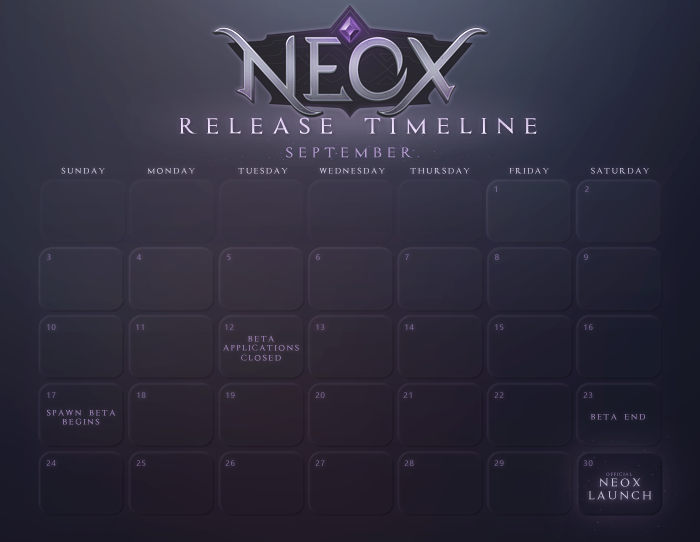 NEOX
RELEASE TIMELINE
SEPTEMBER
SUNDAY MONDAY TUESDAY WEDNESDAY THURSDAY FRIDAY SATURDAY
1 2
3 4 5 6 7 8 9
10 11 12 13 14 15 16
BETA
APPLICATIONS
CLOSED
17 18 19 20 21 22 23
SPAWN BETA
BEGINS
BETA END
24 25 26 27 28 29 30
OFFICIAL
NEOX
LAUNCH